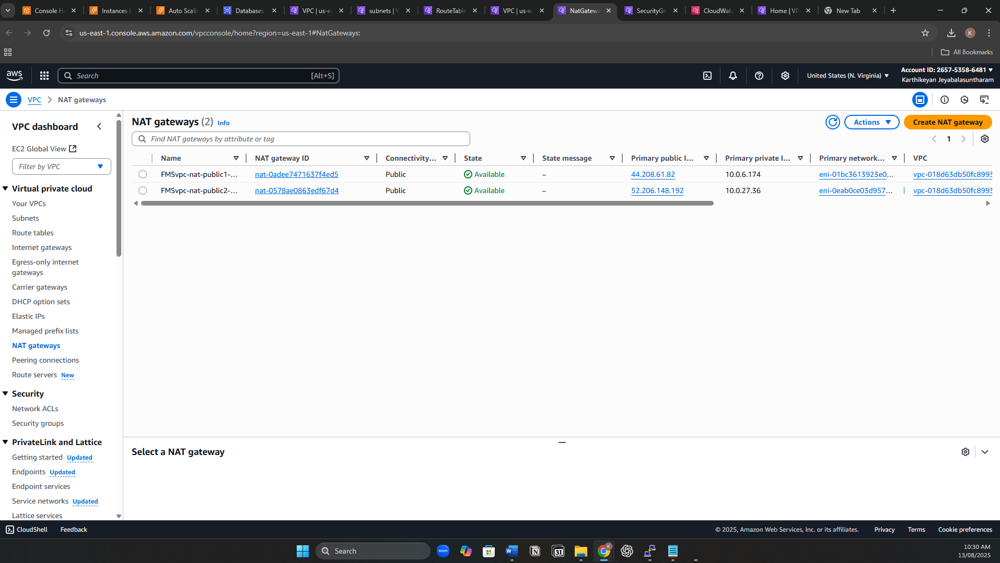 Console H
Instances |
Auto Scalin
Databases
VPC | us-ea
subnets | V
RouteTable
VPC | us-ea
NatGatewa
SecurityGr
CloudWatc
Home | VP
New Tab
us-east-1.console.aws.amazon.com/vpcconsole/home?region=us-east-1#NatGateways:
K
All Bookmarks
aws
Search
[Alt+S]
United States (N. Virginia)
Account ID: 2657-5358-6481
Karthikeyan Jeyabalasuntharam
VPC
NAT gateways
VPC dashboard
EC2 Global View
Filter by VPC
Virtual private cloud
Your VPCs
Subnets
Route tables
Internet gateways
Egress-only internet
gateways
Carrier gateways
DHCP option sets
Elastic IPs
Managed prefix lists
NAT gateways
Peering connections
Route servers New
Security
Network ACLs
Security groups
PrivateLink and Lattice
Getting started Updated
Endpoints Updated
Endpoint services
Service networks Updated
Lattice services
NAT gateways (2) Info
Actions
Create NAT gateway
Find NAT gateways by attribute or tag
1
Name NAT gateway ID Connectivity... State State message Primary public I... Primary private I... Primary network... VPC
FMSvpc-nat-public1-... nat-0adee7471637f4ed5 Public Available – 44.208.61.82 10.0.6.174 eni-01bc3613923e0... vpc-018d63db50fc8993
FMSvpc-nat-public2-... nat-0578ae0863edf67d4 Public Available – 52.206.148.192 10.0.27.36 eni-0eab0ce03d957... vpc-018d63db50fc8993
Select a NAT gateway
CloudShell
Feedback
© 2025, Amazon Web Services, Inc. or its affiliates.
Privacy
Terms
Cookie preferences
Search
zoom
W
N
31
K
10:30 AM
13/08/2025